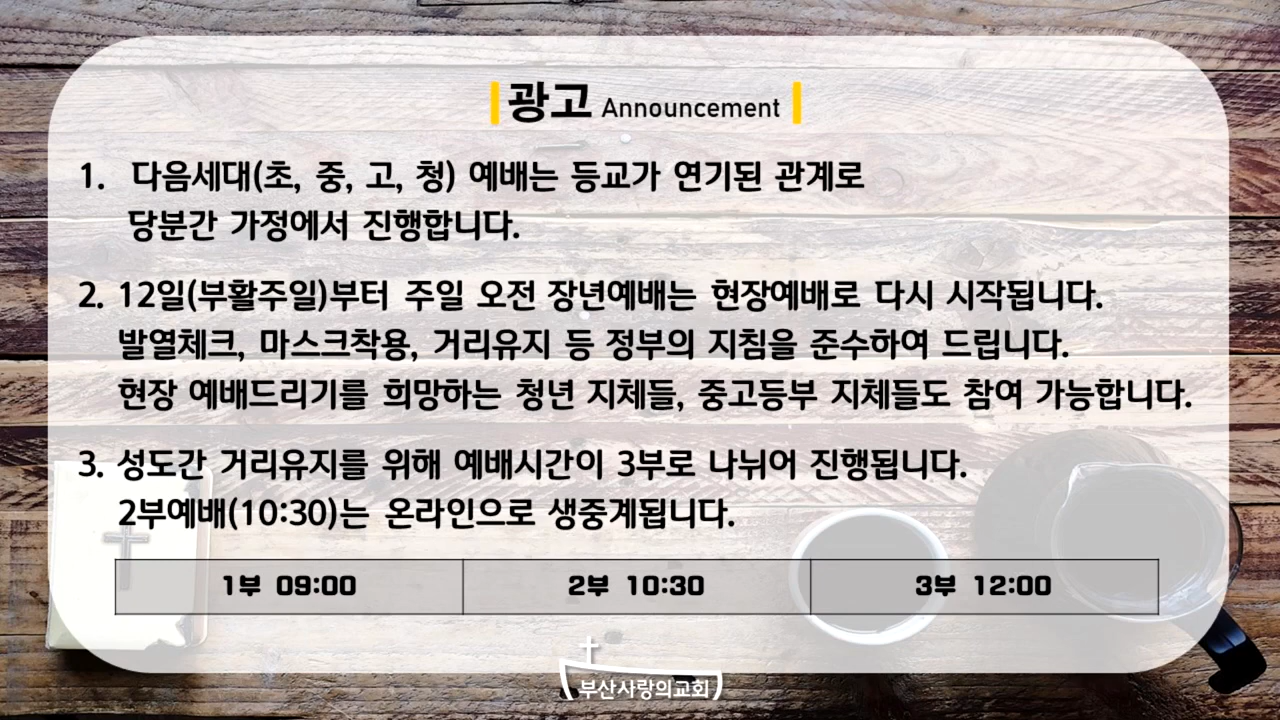 광고 Announcement
1. 다음세대(초, 중, 고, 청) 예배는 등교가 연기된 관계로
당분간 가정에서 진행합니다.
2. 12일(부활주일)부터 주일 오전 장년예배는 현장예배로 다시 시작됩니다.
발열체크, 마스크착용, 거리유지 등 정부의 지침을 준수하여 드립니다.
현장 예배드리기를 희망하는 청년 지체들, 중고등부 지체들도 참여 가능합니다.
3. 성도간 거리유지를 위해 예배시간이 3부로 나뉘어 진행됩니다.
2부예배(10:30)는 온라인으로 생중계됩니다.
1부 09:00 2부 10:30 3부 12:00
부산사랑의교회